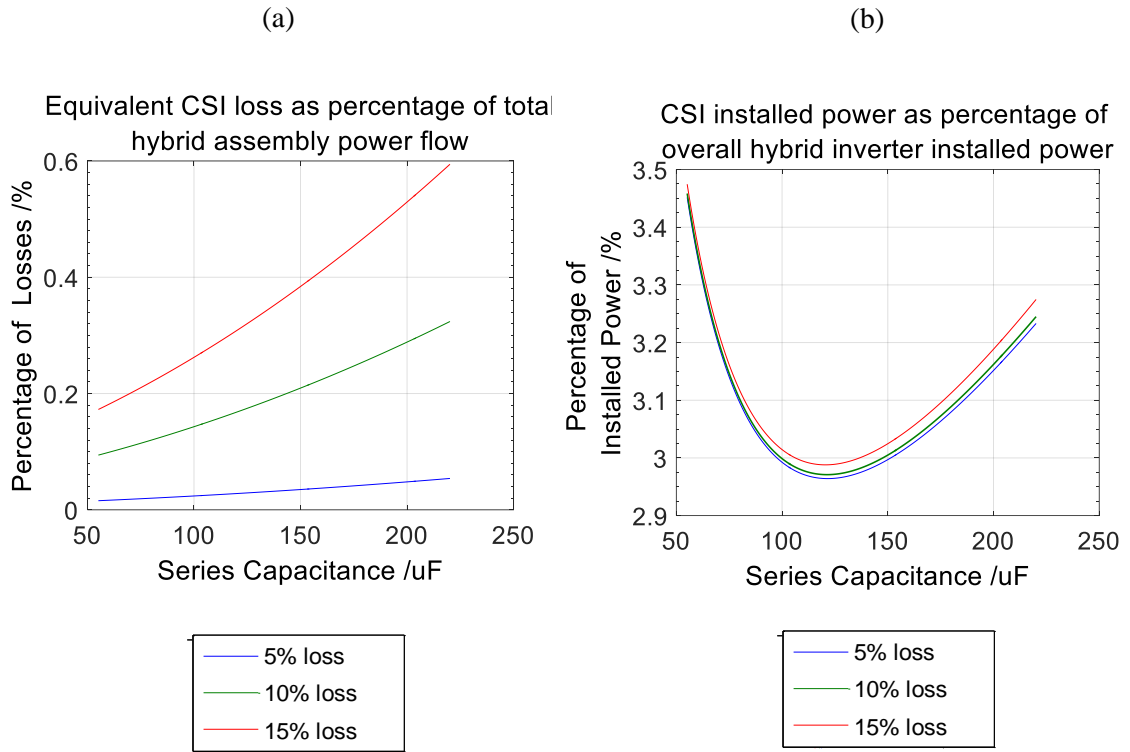 (a)
Equivalent CSI loss as percentage of total
hybrid assembly power flow
0.6
0.4
0.2
0
Percentage of Losses /%
50 100 150 200 250
Series Capacitance /uF
5% loss
10% loss
15% loss
(b)
CSI installed power as percentage of
overall hybrid inverter installed power
3.5
3.4
3.3
3.2
3.1
3
2.9
Percentage of
Installed Power /%
50 100 150 200 250
Series Capacitance /uF
5% loss
10% loss
15% loss